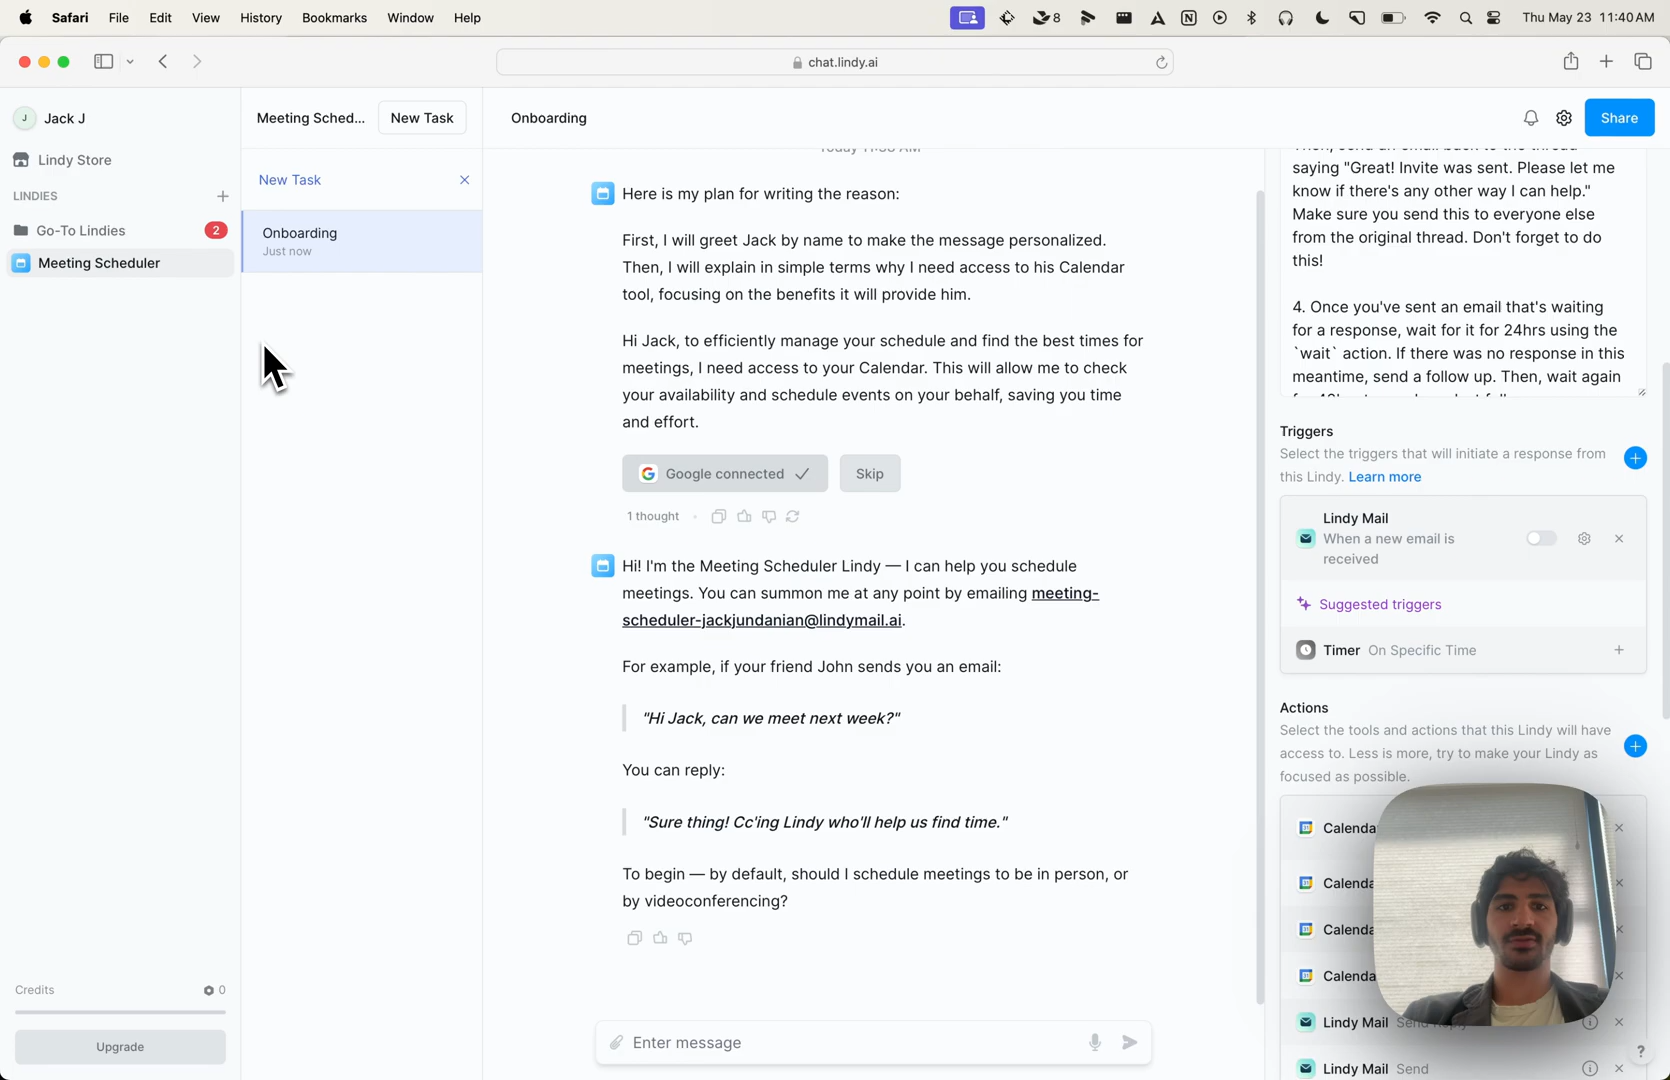 Safari File Edit View History Bookmarks Window Help
8
Thu May 23 11:40 AM
chat.lindy.ai
J Jack J
Lindy Store
LINDIES
Go-To Lindies 2
Meeting Scheduler
Credits 0
Upgrade
Meeting Sched... New Task
New Task
Onboarding
Just now
Onboarding
Share
Here is my plan for writing the reason:
First, I will greet Jack by name to make the message personalized.
Then, I will explain in simple terms why I need access to his Calendar
tool, focusing on the benefits it will provide him.
Hi Jack, to efficiently manage your schedule and find the best times for
meetings, I need access to your Calendar. This will allow me to check
your availability and schedule events on your behalf, saving you time
and effort.
Google connected Skip
1 thought
Hi! I'm the Meeting Scheduler Lindy — I can help you schedule
meetings. You can summon me at any point by emailing meeting-
scheduler-jackjundanian@lindymail.ai.
For example, if your friend John sends you an email:
"Hi Jack, can we meet next week?"
You can reply:
"Sure thing! Cc'ing Lindy who'll help us find time."
To begin — by default, should I schedule meetings to be in person, or
by videoconferencing?
Enter message
saying "Great! Invite was sent. Please let me
know if there's any other way I can help."
Make sure you send this to everyone else
from the original thread. Don't forget to do
this!
4. Once you've sent an email that's waiting
for a response, wait for it for 24hrs using the
`wait` action. If there was no response in this
meantime, send a follow up. Then, wait again
Triggers
Select the triggers that will initiate a response from
this Lindy. Learn more
Lindy Mail
When a new email is
received
Suggested triggers
Timer On Specific Time
Actions
Select the tools and actions that this Lindy will have
access to. Less is more, try to make your Lindy as
focused as possible.
Calenda
Calenda
Calenda
Calenda
Lindy Mail Send
Lindy Mail Send
?